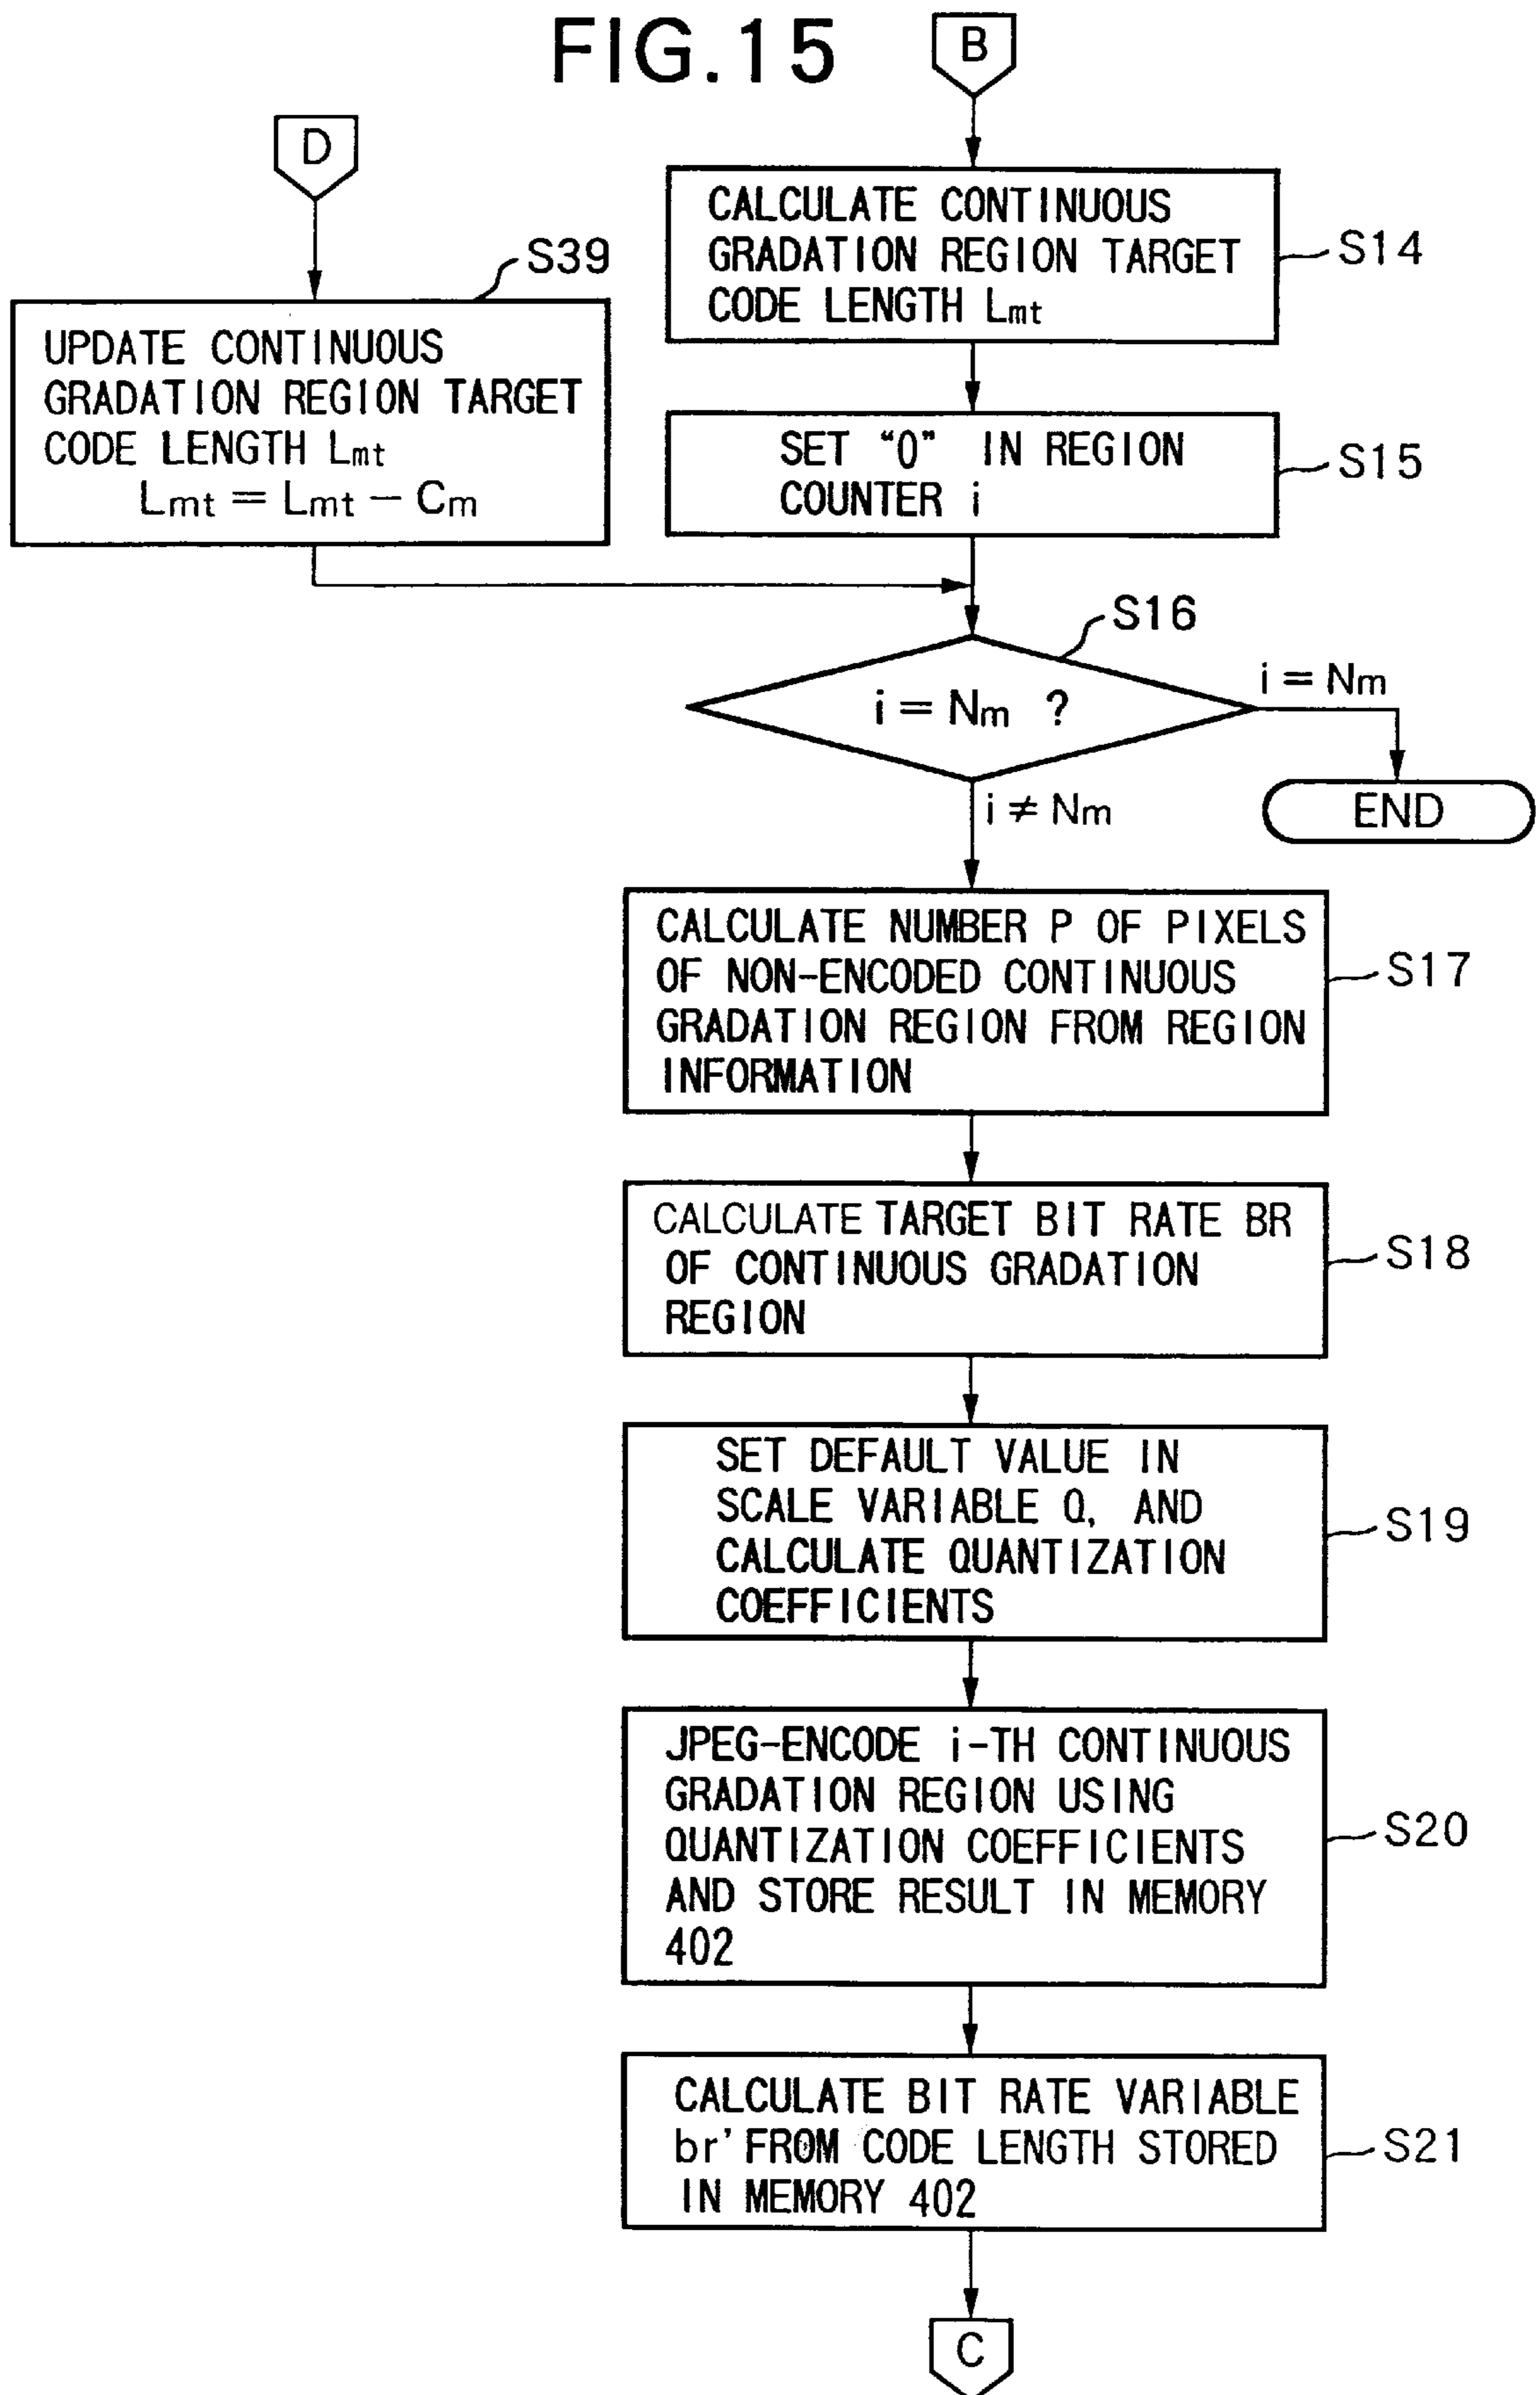 FIG.15
B
D
CALCULATE CONTINUOUS
GRADATION REGION TARGET
CODE LENGTH Lmt
S14
S39
UPDATE CONTINUOUS
GRADATION REGION TARGET
CODE LENGTH Lmt
Lmt = Lmt − Cm
SET “0” IN REGION
COUNTER i
S15
S16
i = Nm ?
i = Nm
END
i ≠ Nm
CALCULATE NUMBER P OF PIXELS
OF NON-ENCODED CONTINUOUS
GRADATION REGION FROM REGION
INFORMATION
S17
CALCULATE TARGET BIT RATE BR
OF CONTINUOUS GRADATION
REGION
S18
SET DEFAULT VALUE IN
SCALE VARIABLE Q, AND
CALCULATE QUANTIZATION
COEFFICIENTS
S19
JPEG-ENCODE i-TH CONTINUOUS
GRADATION REGION USING
QUANTIZATION COEFFICIENTS
AND STORE RESULT IN MEMORY
402
S20
CALCULATE BIT RATE VARIABLE
br' FROM CODE LENGTH STORED
IN MEMORY 402
S21
C